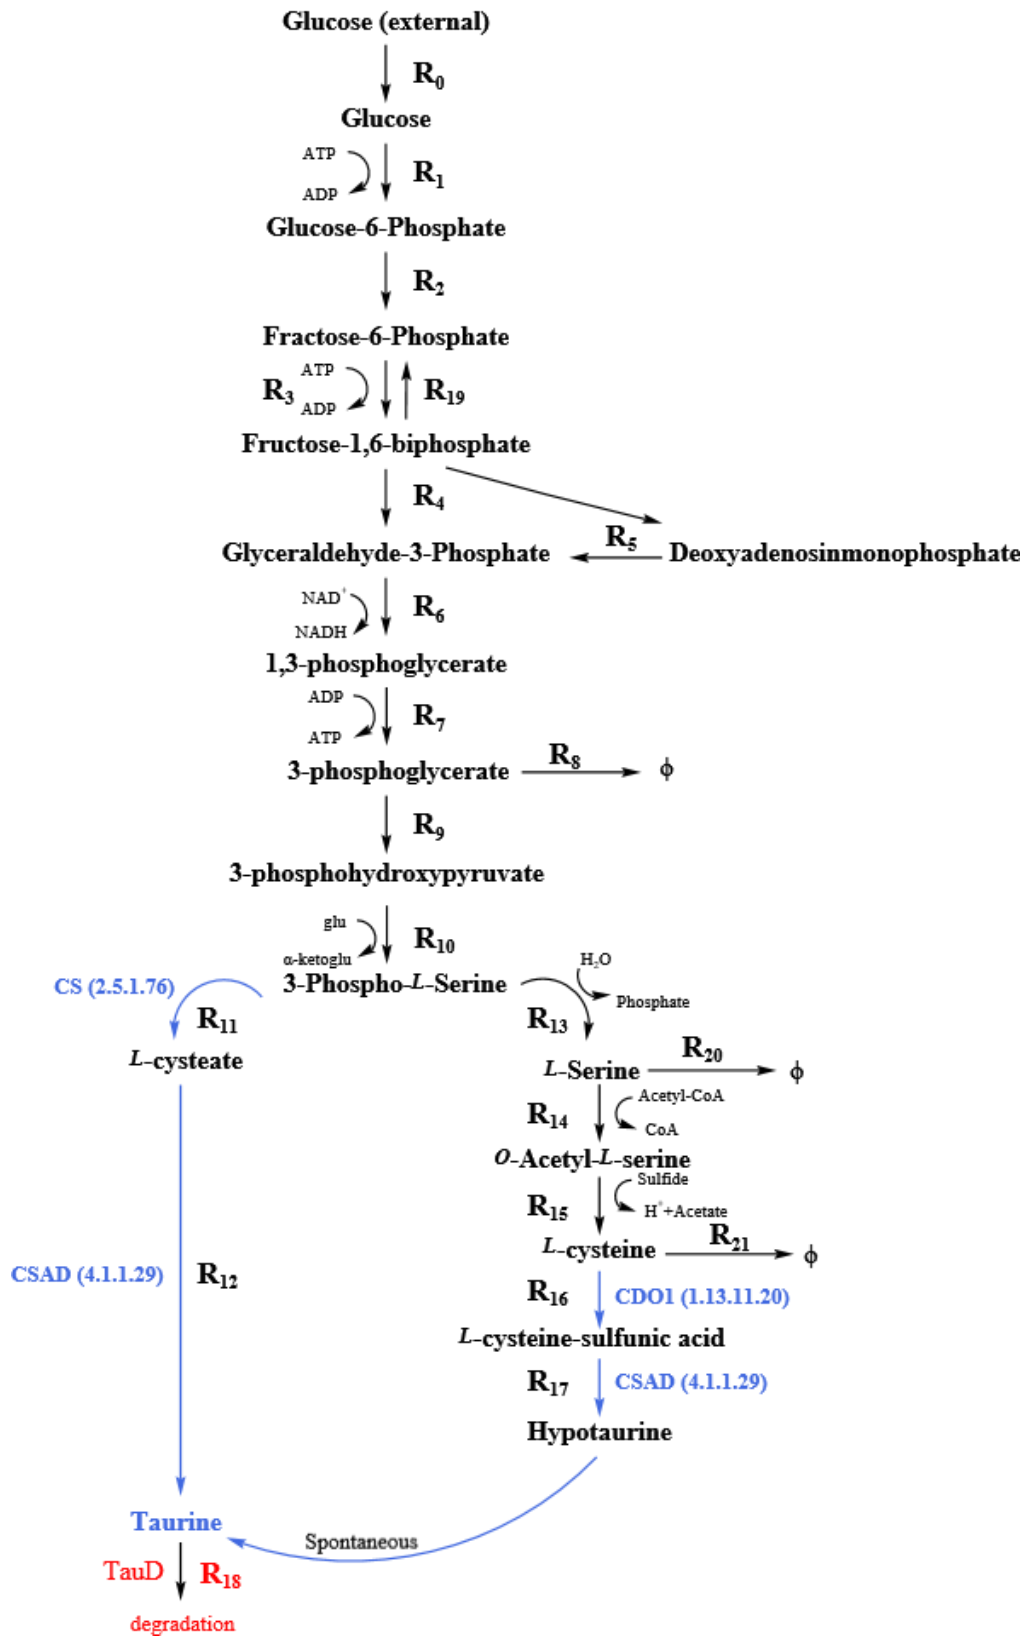 Glucose (external)
R0
Glucose
ATP
R1
ADP
Glucose-6-Phosphate
R2
Fractose-6-Phosphate
ATP
R3
R19
ADP
Fructose-1,6-biphosphate
R4
R5
Glyceraldehyde-3-Phosphate
Deoxyadenosinmonophosphate
NAD+
R6
NADH
1,3-phosphoglycerate
ADP
R7
ATP
3-phosphoglycerate
R8
ϕ
R9
3-phosphohydroxypyruvate
glu
R10
α-ketoglu
3-Phospho-L-Serine
H2O
Phosphate
CS (2.5.1.76)
R11
R13
L-cysteate
L-Serine
R20
ϕ
R14
Acetyl-CoA
CoA
O-Acetyl-L-serine
R15
Sulfide
H++Acetate
L-cysteine
R21
ϕ
CSAD (4.1.1.29)
R12
R16
CDO1 (1.13.11.20)
L-cysteine-sulfunic acid
R17
CSAD (4.1.1.29)
Hypotaurine
Taurine
Spontaneous
TauD
R18
degradation